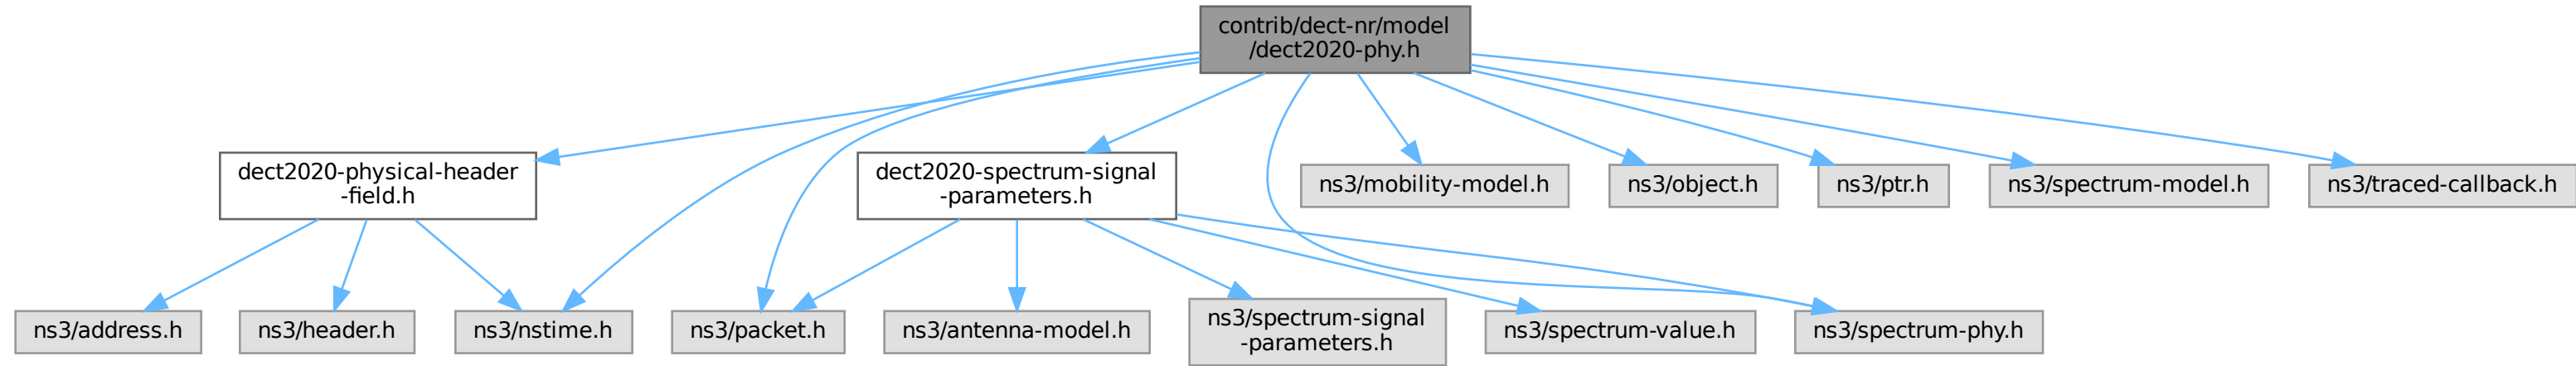 contrib/dect-nr/model
/dect2020-phy.h
dect2020-physical-header
-field.h
dect2020-spectrum-signal
-parameters.h
ns3/mobility-model.h
ns3/object.h
ns3/ptr.h
ns3/spectrum-model.h
ns3/traced-callback.h
ns3/address.h
ns3/header.h
ns3/nstime.h
ns3/packet.h
ns3/antenna-model.h
ns3/spectrum-signal
-parameters.h
ns3/spectrum-value.h
ns3/spectrum-phy.h